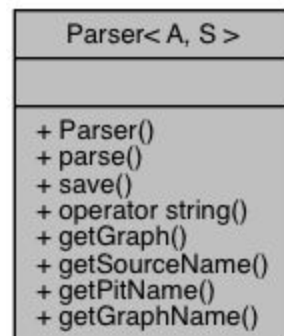 Parser< A, S >
+ Parser()
+ parse()
+ save()
+ operator string()
+ getGraph()
+ getSourceName()
+ getPitName()
+ getGraphName()